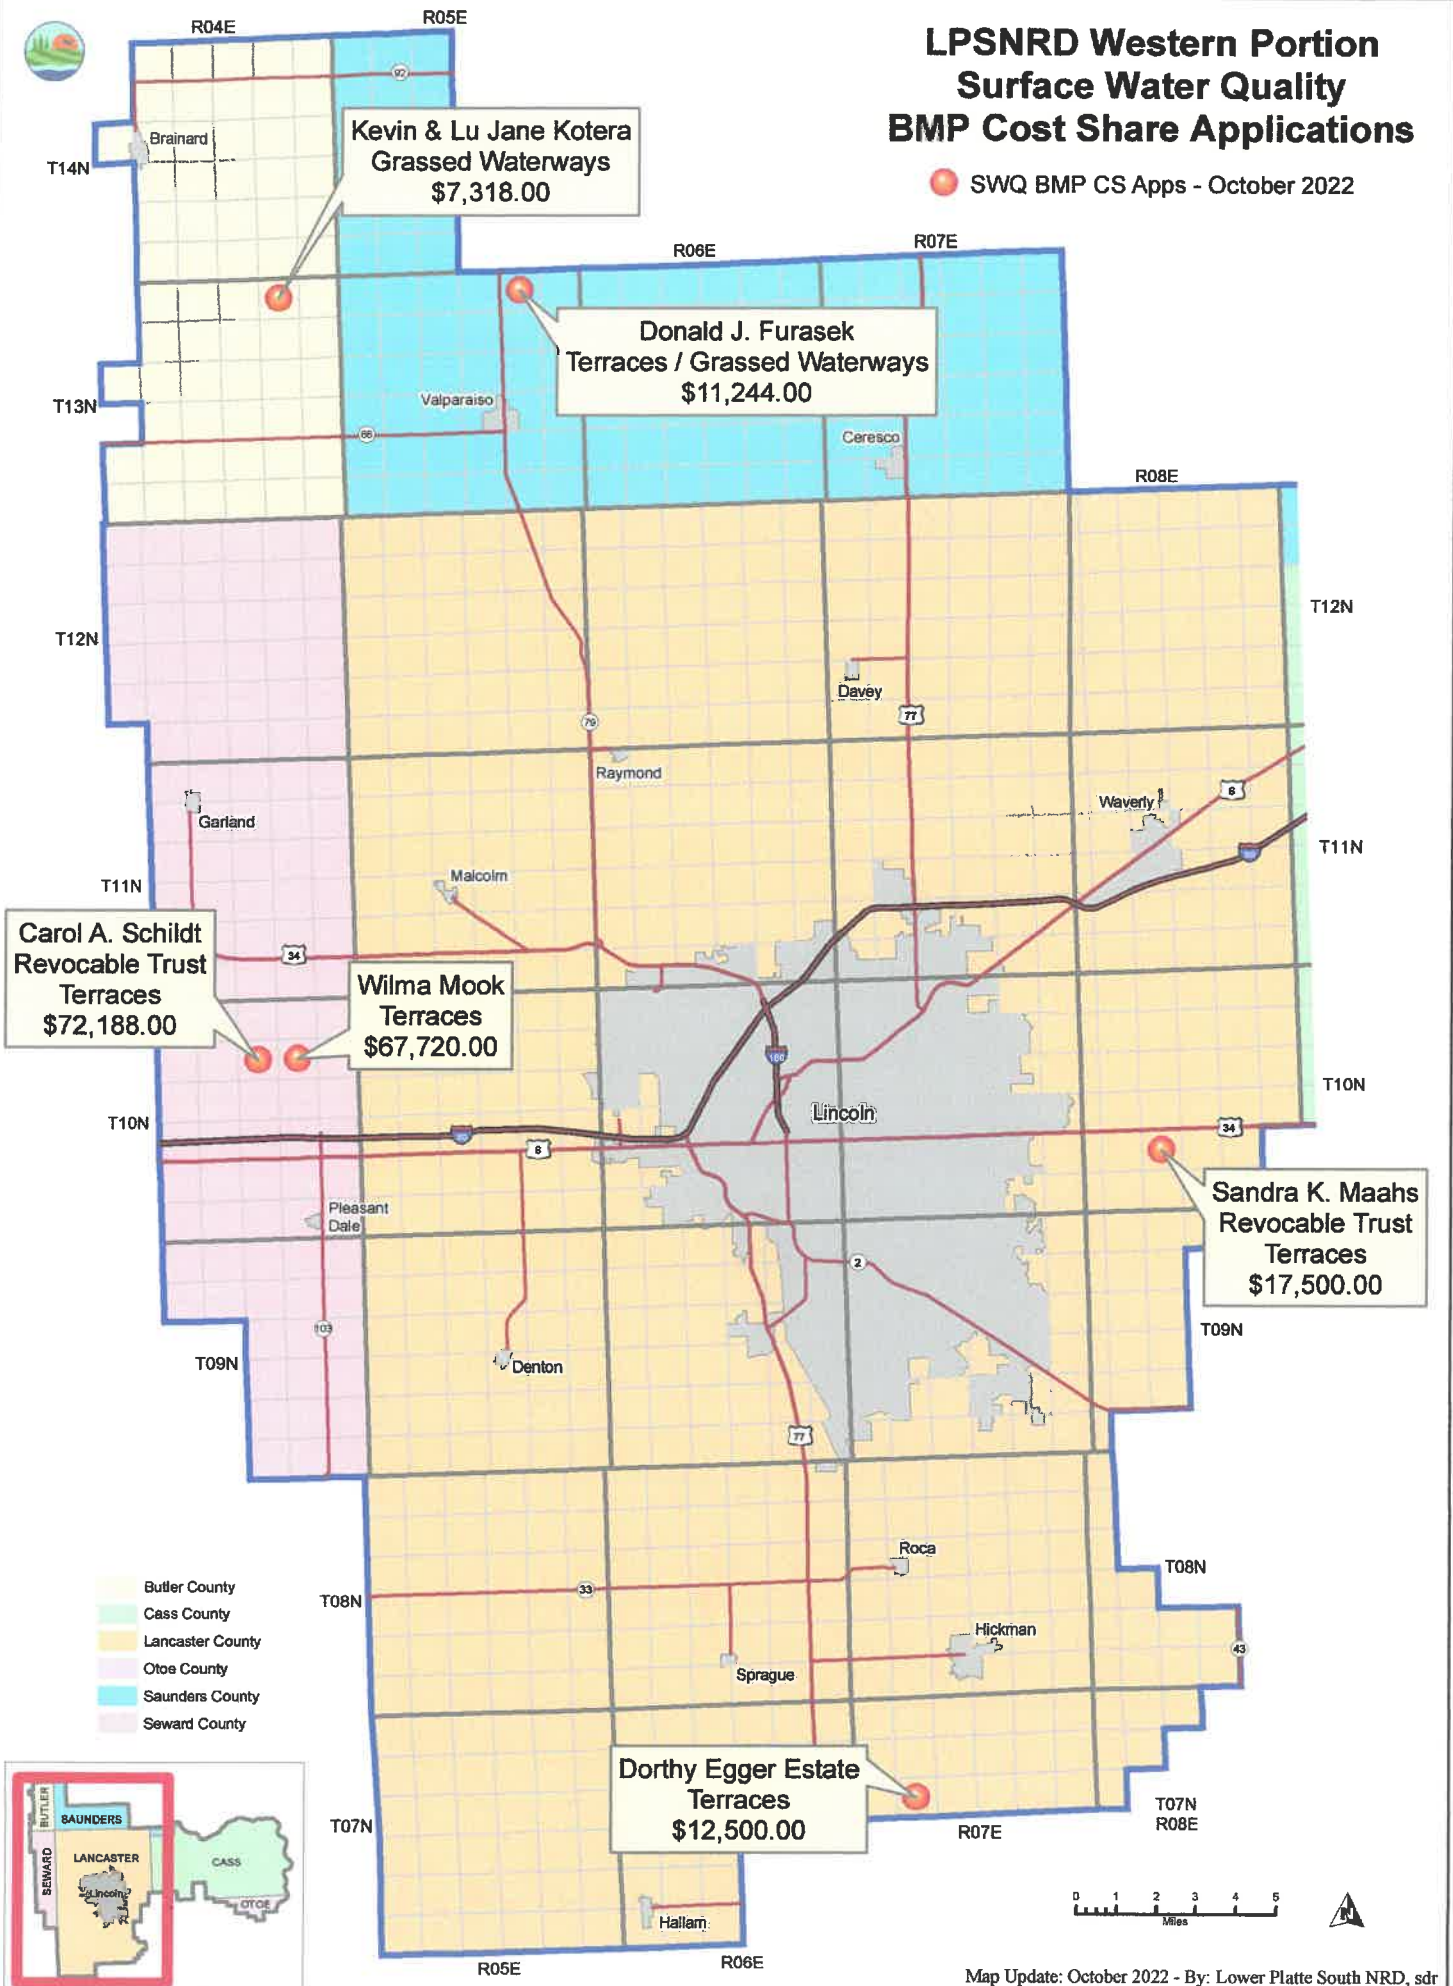 LPSNRD Western Portion
Surface Water Quality
BMP Cost Share Applications
SWQ BMP CS Apps - October 2022
R04E
R05E
92
Brainard
T14N
Kevin & Lu Jane Kotera
Grassed Waterways
$7,318.00
R06E
R07E
Donald J. Furasek
Terraces / Grassed Waterways
$11,244.00
T13N
Valparaiso
66
Ceresco
R08E
T12N
T12N
Davey
77
79
Raymond
Garland
Waverly
6
T11N
Malcolm
T11N
Carol A. Schildt
Revocable Trust
Terraces
$72,188.00
34
Wilma Mook
Terraces
$67,720.00
180
T10N
T10N
Lincoln
34
6
Sandra K. Maahs
Revocable Trust
Terraces
$17,500.00
Pleasant
Dale
2
103
T09N
T09N
Denton
77
Roca
T08N
33
T08N
Hickman
43
Sprague
Butler County
Cass County
Lancaster County
Otoe County
Saunders County
Seward County
Dorthy Egger Estate
Terraces
$12,500.00
T07N
R07E
T07N
R08E
Hallam
R05E
R06E
BUTLER
SAUNDERS
SEWARD
LANCASTER
Lincoln
CASS
OTOE
0 1 2 3 4 5
Miles
N
Map Update: October 2022 - By: Lower Platte South NRD, sdr